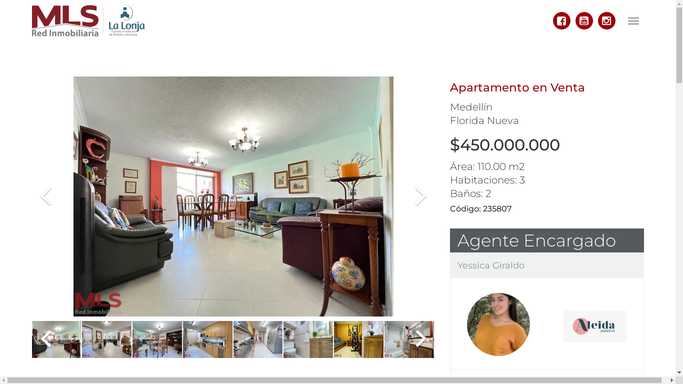 MLS
Red Inmobiliaria
La Lonja
Apartamento en Venta
Medellín
Florida Nueva
$450.000.000
Área: 110.00 m2
Habitaciones: 3
Baños: 2
Código: 235807
Agente Encargado
Yessica Giraldo
MLS
Red Inmobi
Aleida